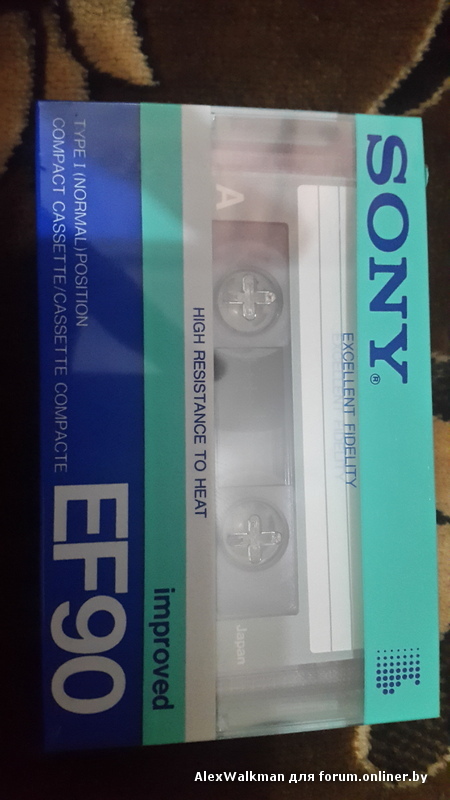 SONY®
EXCELLENT FIDELITY
A
Japan
HIGH RESISTANCE TO HEAT
improved
TYPE I (NORMAL) POSITION
COMPACT CASSETTE/CASSETTE COMPACTE
EF90
AlexWalkman для forum.onliner.by